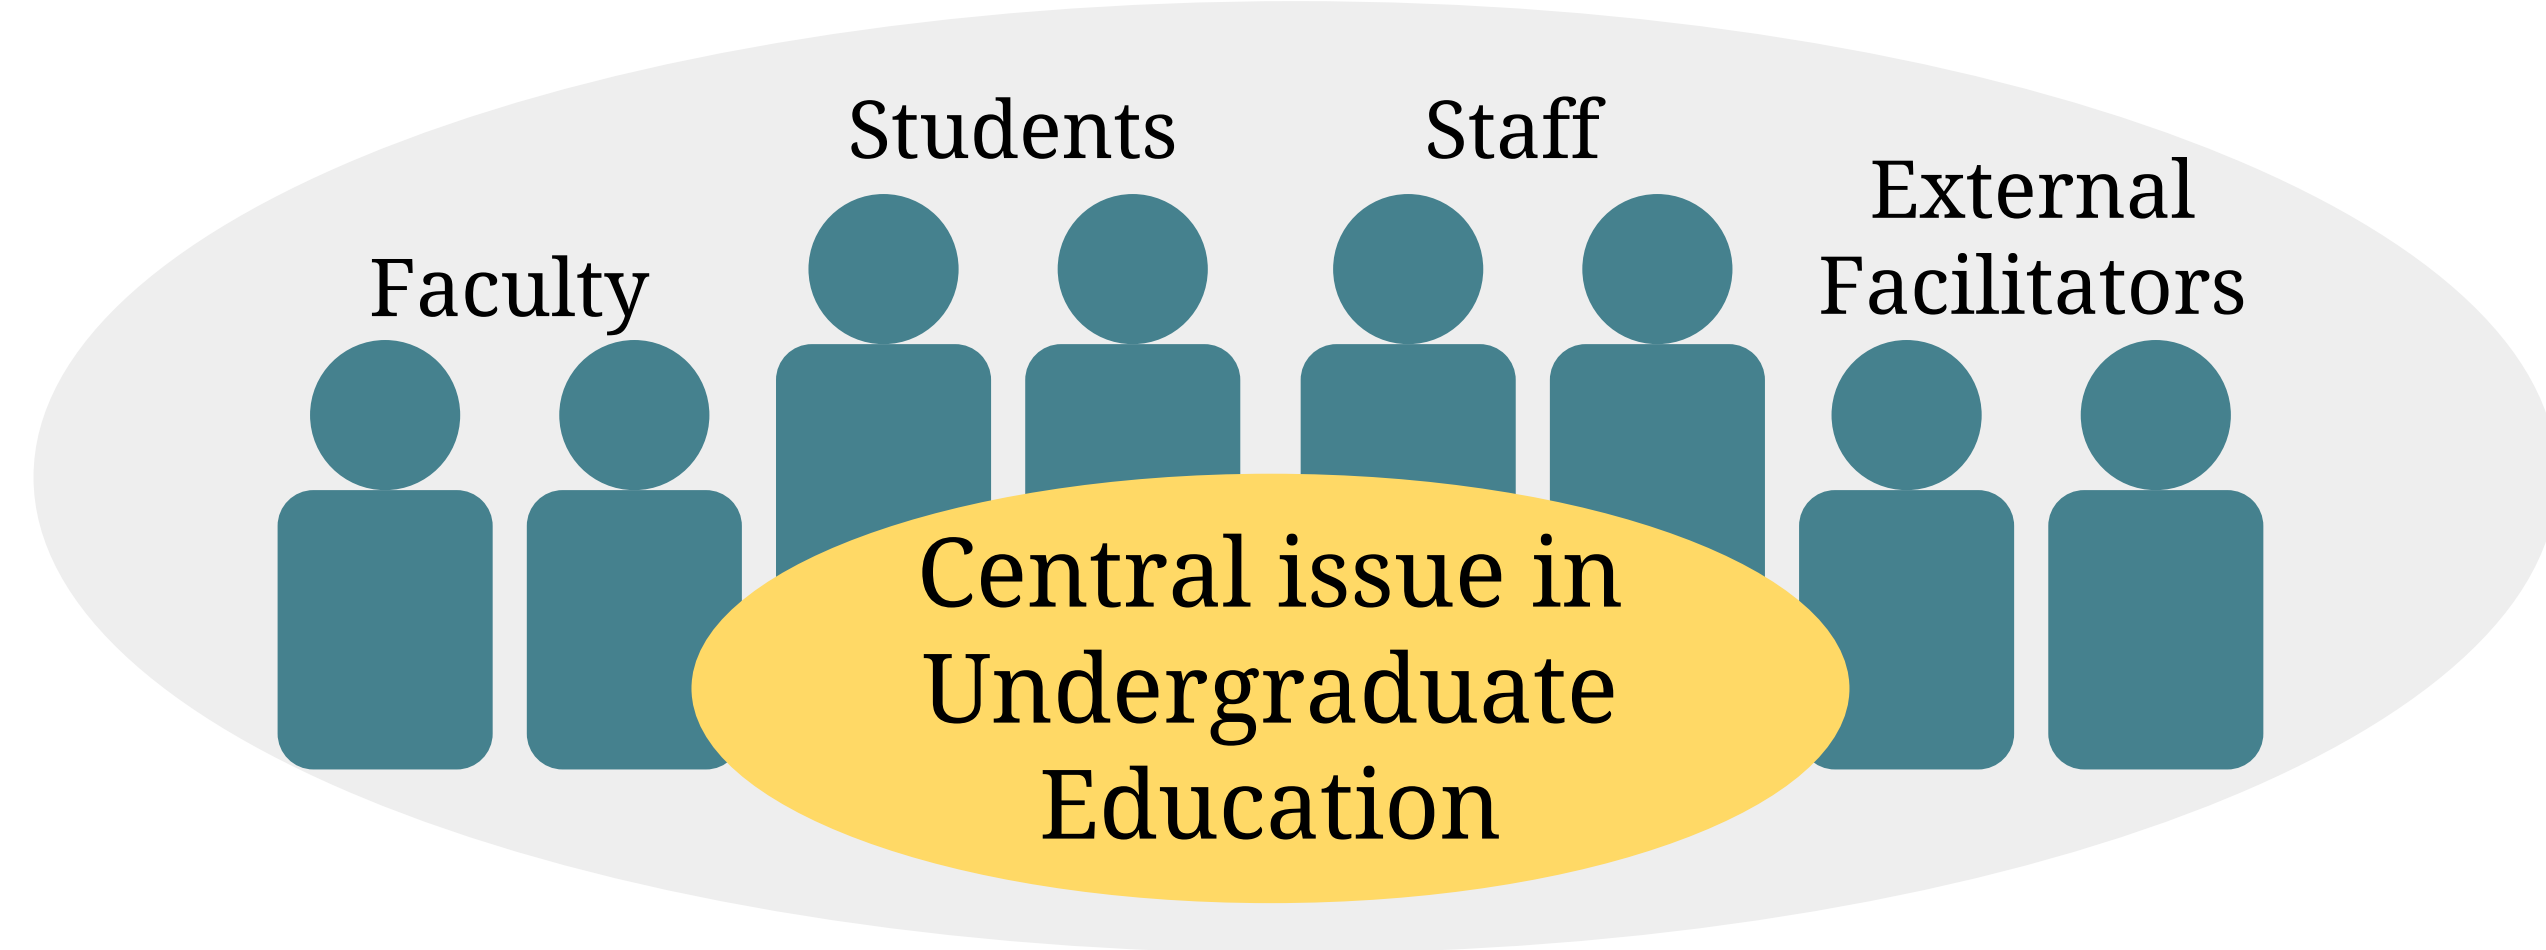 Students
Staff
External
Facilitators
Faculty
Central issue in
Undergraduate
Education